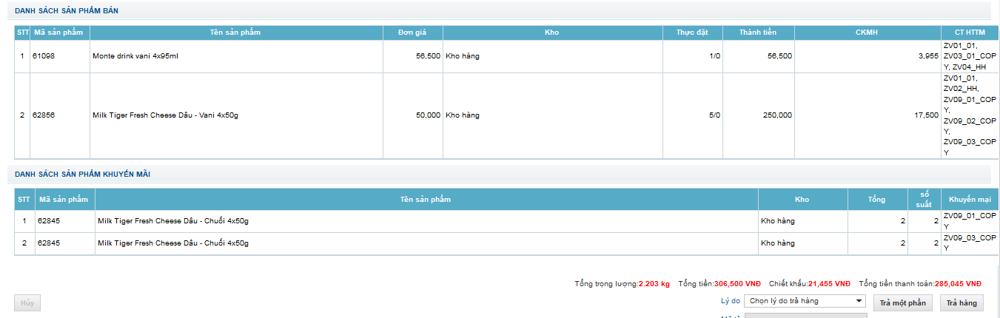 DANH SÁCH SẢN PHẨM BÁN
STT Mã sản phẩm Tên sản phẩm Đơn giá Kho Thực đặt Thành tiền CKMH CT HTTM
1 61098 Monte drink vani 4x95ml 56,500 Kho hàng 1/0 56,500 3,955 ZV01_01,
ZV03_01_COP
Y, ZV04_HH
2 62856 Milk Tiger Fresh Cheese Dâu - Vani 4x50g 50,000 Kho hàng 5/0 250,000 17,500 ZV01_01,
ZV02_HH,
ZV09_01_COP
Y,
ZV09_02_COP
Y,
ZV09_03_COP
Y
DANH SÁCH SẢN PHẨM KHUYẾN MÃI
STT Mã sản phẩm Tên sản phẩm Kho Tổng số suất Khuyến mại
1 62845 Milk Tiger Fresh Cheese Dâu - Chuối 4x50g Kho hàng 2 2 ZV09_01_COP
Y
2 62845 Milk Tiger Fresh Cheese Dâu - Chuối 4x50g Kho hàng 2 2 ZV09_03_COP
Y
Tổng trọng lượng:2.203 kg Tổng tiền:306,500 VNĐ Chiết khấu:21,455 VNĐ Tổng tiền thanh toán:285,045 VNĐ
Hủy Lý do Chọn lý do trả hàng Trả một phần Trả hàng